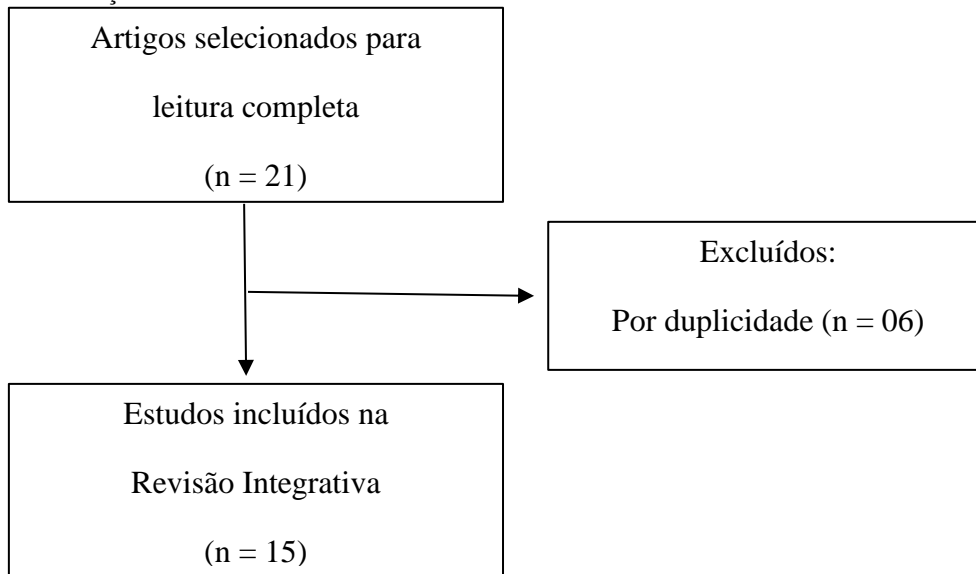 Artigos selecionados para
leitura completa
(n = 21)
Excluídos:
Por duplicidade (n = 06)
Estudos incluídos na
Revisão Integrativa
(n = 15)